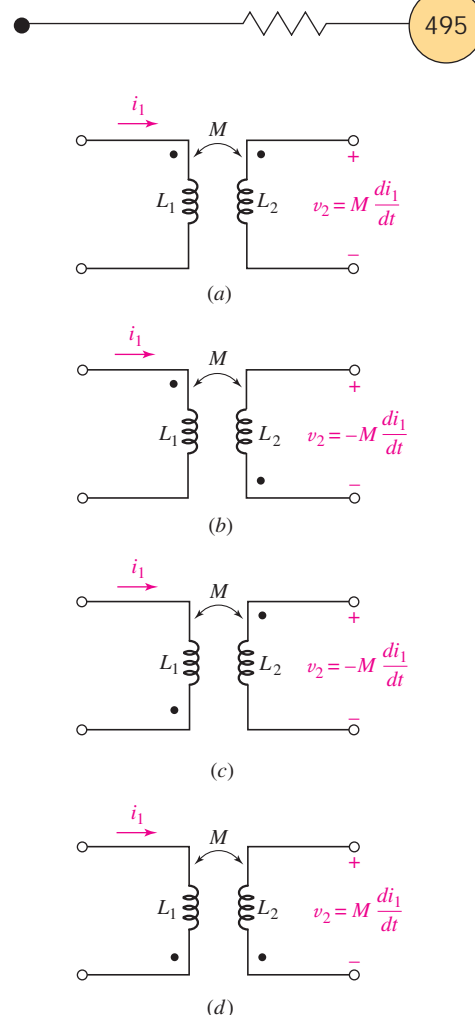 495
i₁
M
L₁ L₂
+
v₂ = M di₁/dt
−
(a)
i₁
M
L₁ L₂
+
v₂ = −M di₁/dt
−
(b)
i₁
M
L₁ L₂
+
v₂ = −M di₁/dt
−
(c)
i₁
M
L₁ L₂
+
v₂ = M di₁/dt
−
(d)